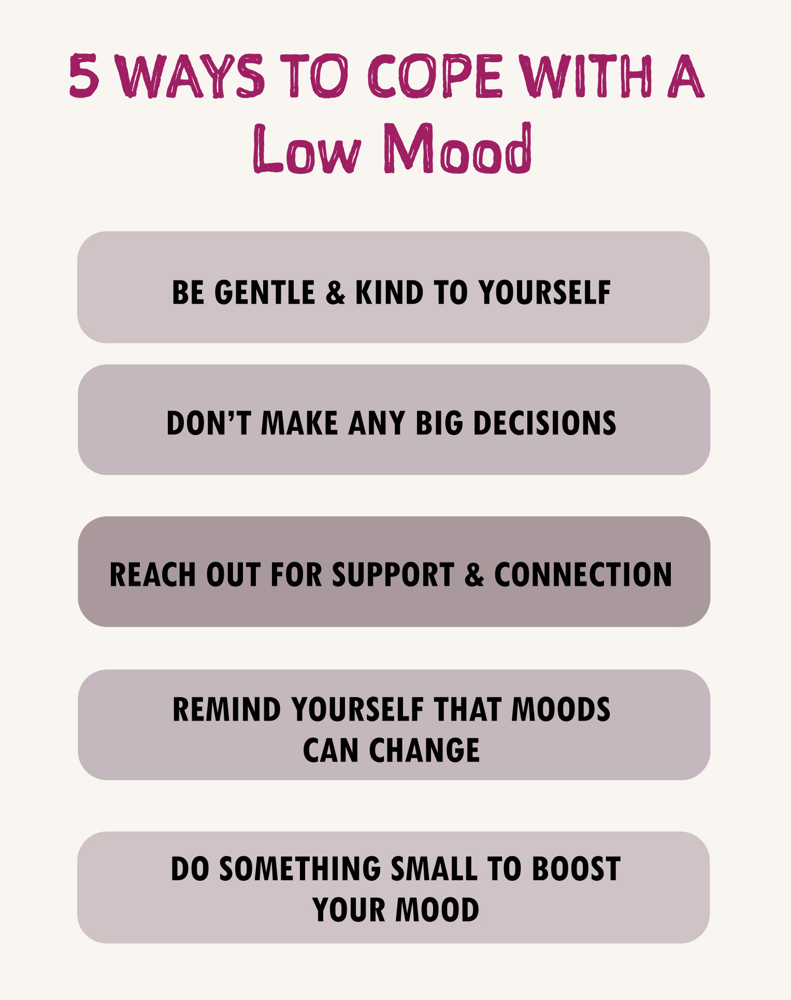 5 WAYS TO COPE WITH A
Low Mood
BE GENTLE & KIND TO YOURSELF
DON’T MAKE ANY BIG DECISIONS
REACH OUT FOR SUPPORT & CONNECTION
REMIND YOURSELF THAT MOODS
CAN CHANGE
DO SOMETHING SMALL TO BOOST
YOUR MOOD